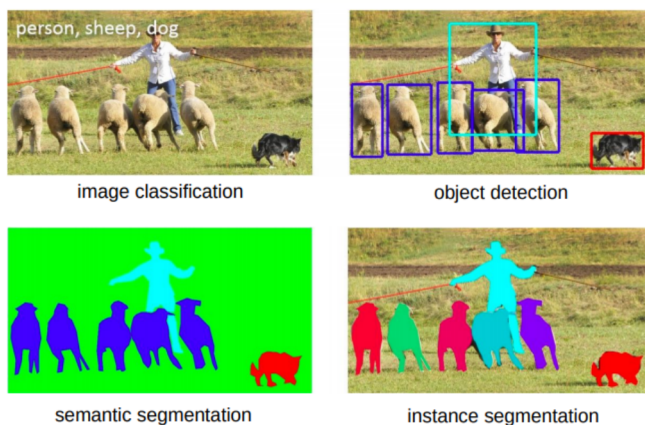 person, sheep, dog
image classification
object detection
semantic segmentation
instance segmentation